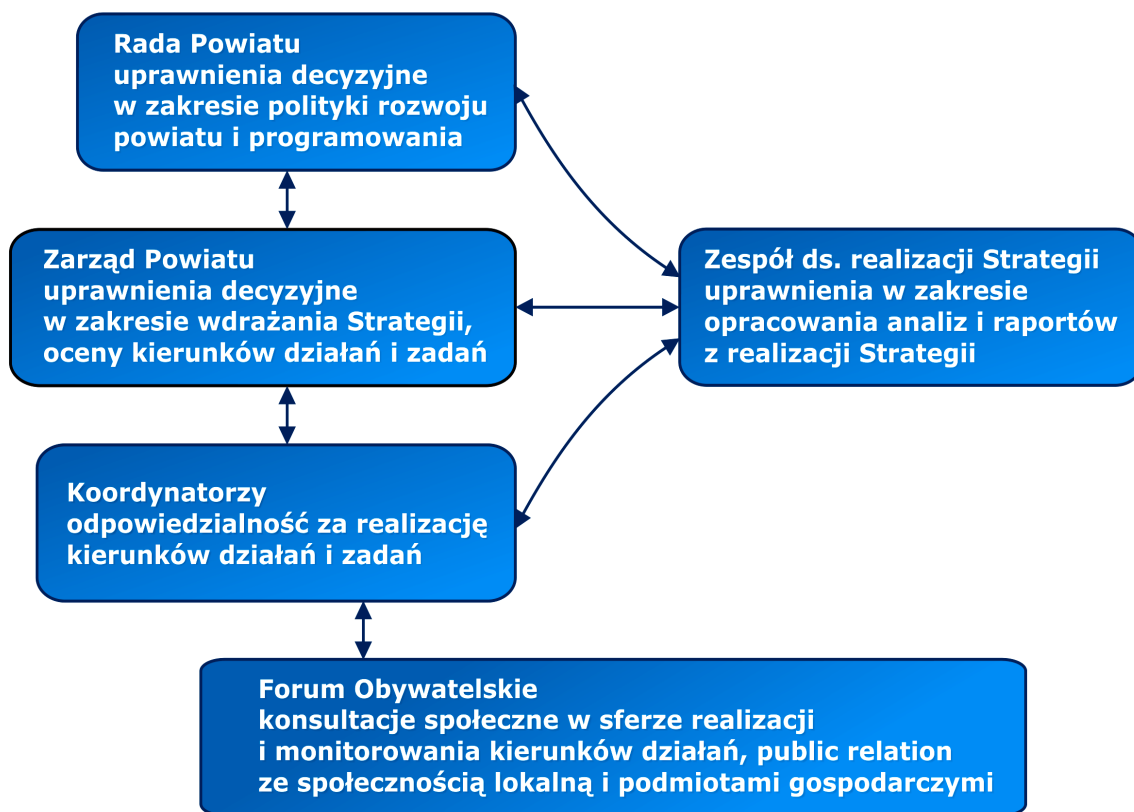 Rada Powiatu
uprawnienia decyzyjne
w zakresie polityki rozwoju
powiatu i programowania
Zarząd Powiatu
uprawnienia decyzyjne
w zakresie wdrażania Strategii,
oceny kierunków działań i zadań
Zespół ds. realizacji Strategii
uprawnienia w zakresie
opracowania analiz i raportów
z realizacji Strategii
Koordynatorzy
odpowiedzialność za realizację
kierunków działań i zadań
Forum Obywatelskie
konsultacje społeczne w sferze realizacji
i monitorowania kierunków działań, public relation
ze społecznością lokalną i podmiotami gospodarczymi